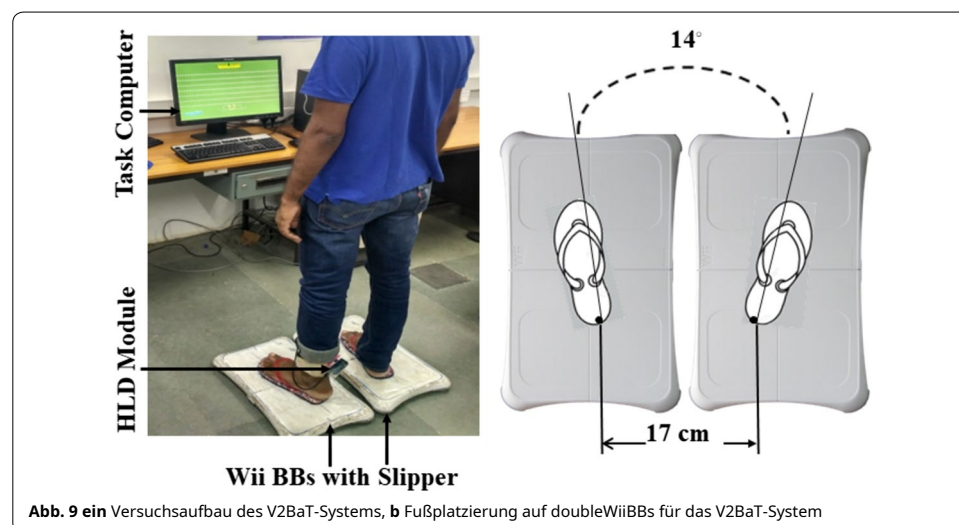 Task Computer
HLD Module
Wii BBs with Slipper
14°
17 cm
Abb. 9 ein Versuchsaufbau des V2BaT-Systems, b Fußplatzierung auf doubleWiiBBs für das V2BaT-System